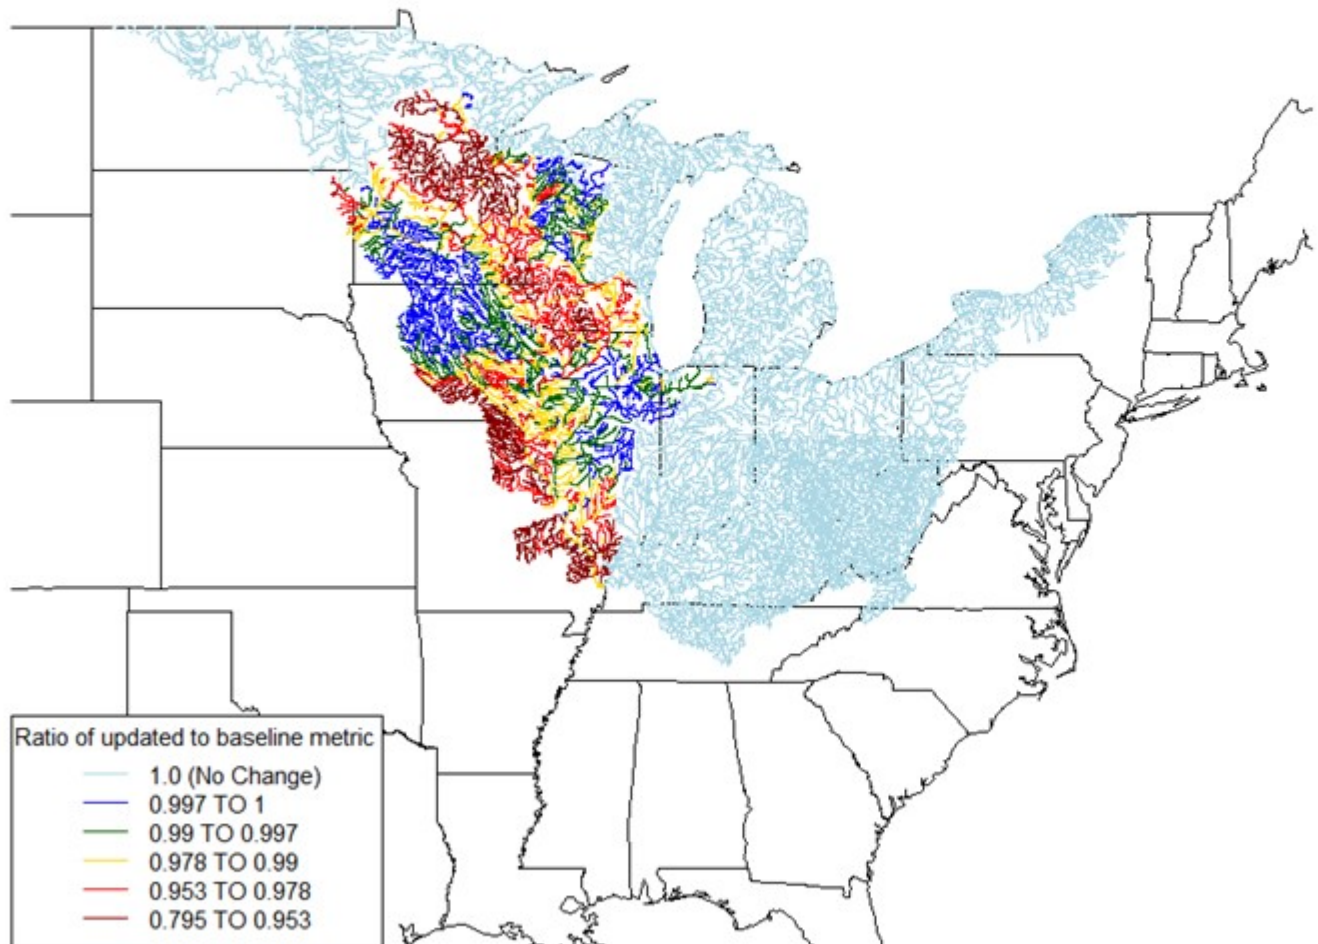 Ratio of updated to baseline metric
1.0 (No Change)
0.997 TO 1
0.99 TO 0.997
0.978 TO 0.99
0.953 TO 0.978
0.795 TO 0.953